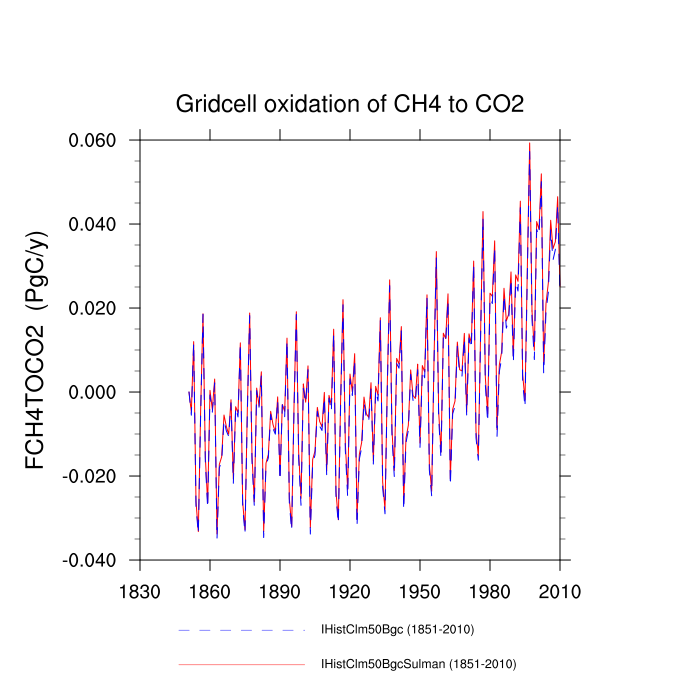 Gridcell oxidation of CH4 to CO2
FCH4TOCO2 (PgC/y)
0.060
0.040
0.020
0.000
-0.020
-0.040
1830 1860 1890 1920 1950 1980 2010
IHistClm50Bgc (1851-2010)
IHistClm50BgcSulman (1851-2010)